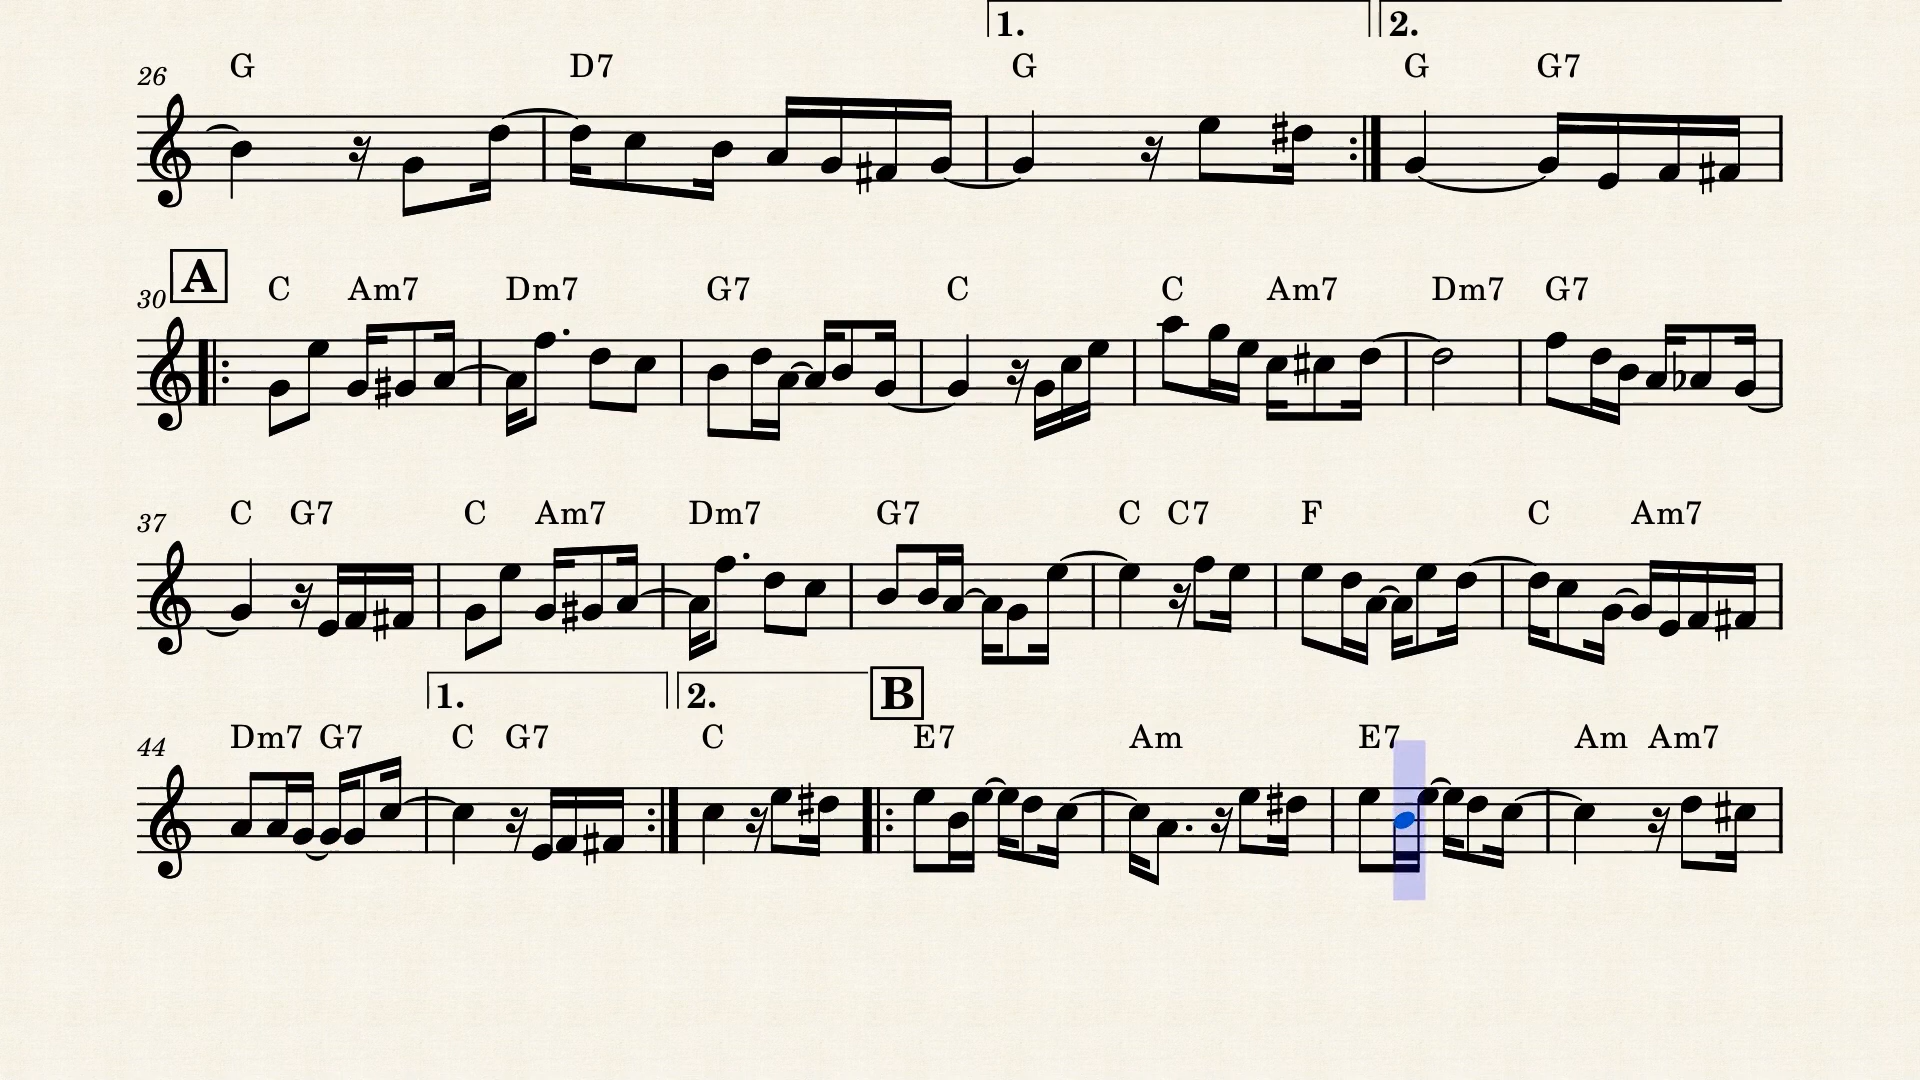 1. 2.
26 G D7 G G G7
A
30 C Am7 Dm7 G7 C C Am7 Dm7 G7
37 C G7 C Am7 Dm7 G7 C C7 F C Am7
1. 2. B
44 Dm7 G7 C G7 C E7 Am E7 Am Am7